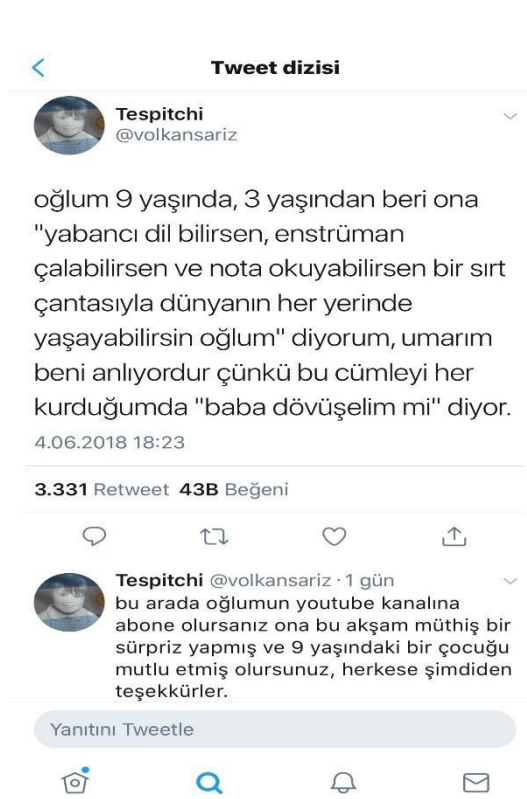 Tweet dizisi
Tespitchi
@volkansariz
oğlum 9 yaşında, 3 yaşından beri ona
"yabancı dil bilirsen, enstrüman
çalabilirsen ve nota okuyabilirsen bir sırt
çantasıyla dünyanın her yerinde
yaşayabilirsin oğlum" diyorum, umarım
beni anlıyordur çünkü bu cümleyi her
kurduğumda "baba dövüşelim mi" diyor.
4.06.2018 18:23
3.331 Retweet 43B Beğeni
Tespitchi @volkansariz · 1 gün
bu arada oğlumun youtube kanalına
abone olursanız ona bu akşam müthiş bir
sürpriz yapmış ve 9 yaşındaki bir çocuğu
mutlu etmiş olursunuz, herkese şimdiden
teşekkürler.
Yanıtını Tweetle